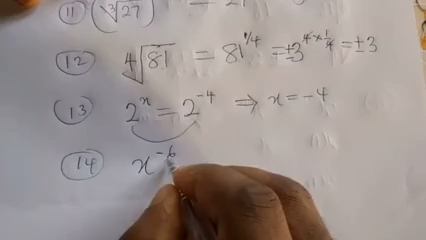 (11) (∛27) = 27
(12) ∜81 = 81^1/4 = ±3^4×1/4 = ±3
(13) 2^x = 2^-4 ⇒ x = -4
(14) x^-6